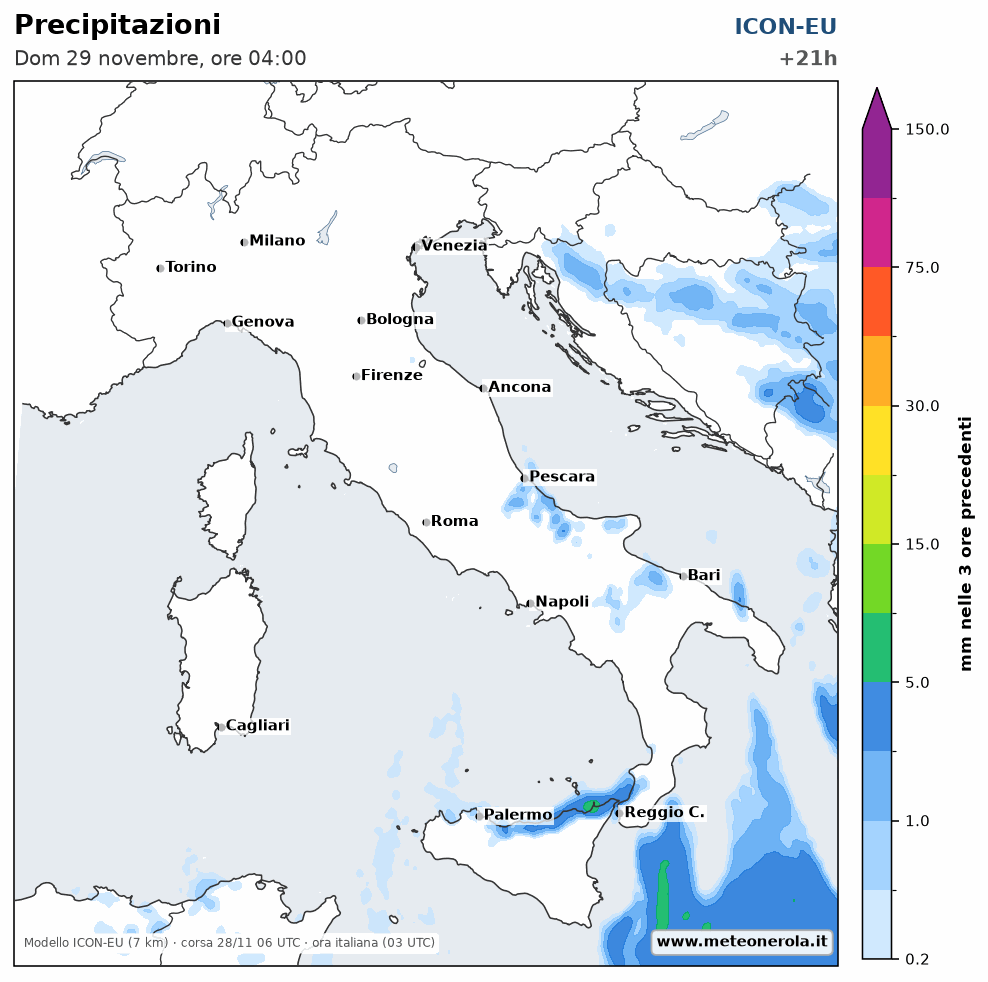 Precipitazioni
ICON-EU
Dom 29 novembre, ore 04:00
+21h
Milano
Venezia
Torino
Genova
Bologna
Firenze
Ancona
Pescara
Roma
Bari
Napoli
Cagliari
Palermo
Reggio C.
150.0
75.0
30.0
15.0
5.0
1.0
0.2
mm nelle 3 ore precedenti
Modello ICON-EU (7 km) · corsa 28/11 06 UTC · ora italiana (03 UTC)
www.meteonerola.it